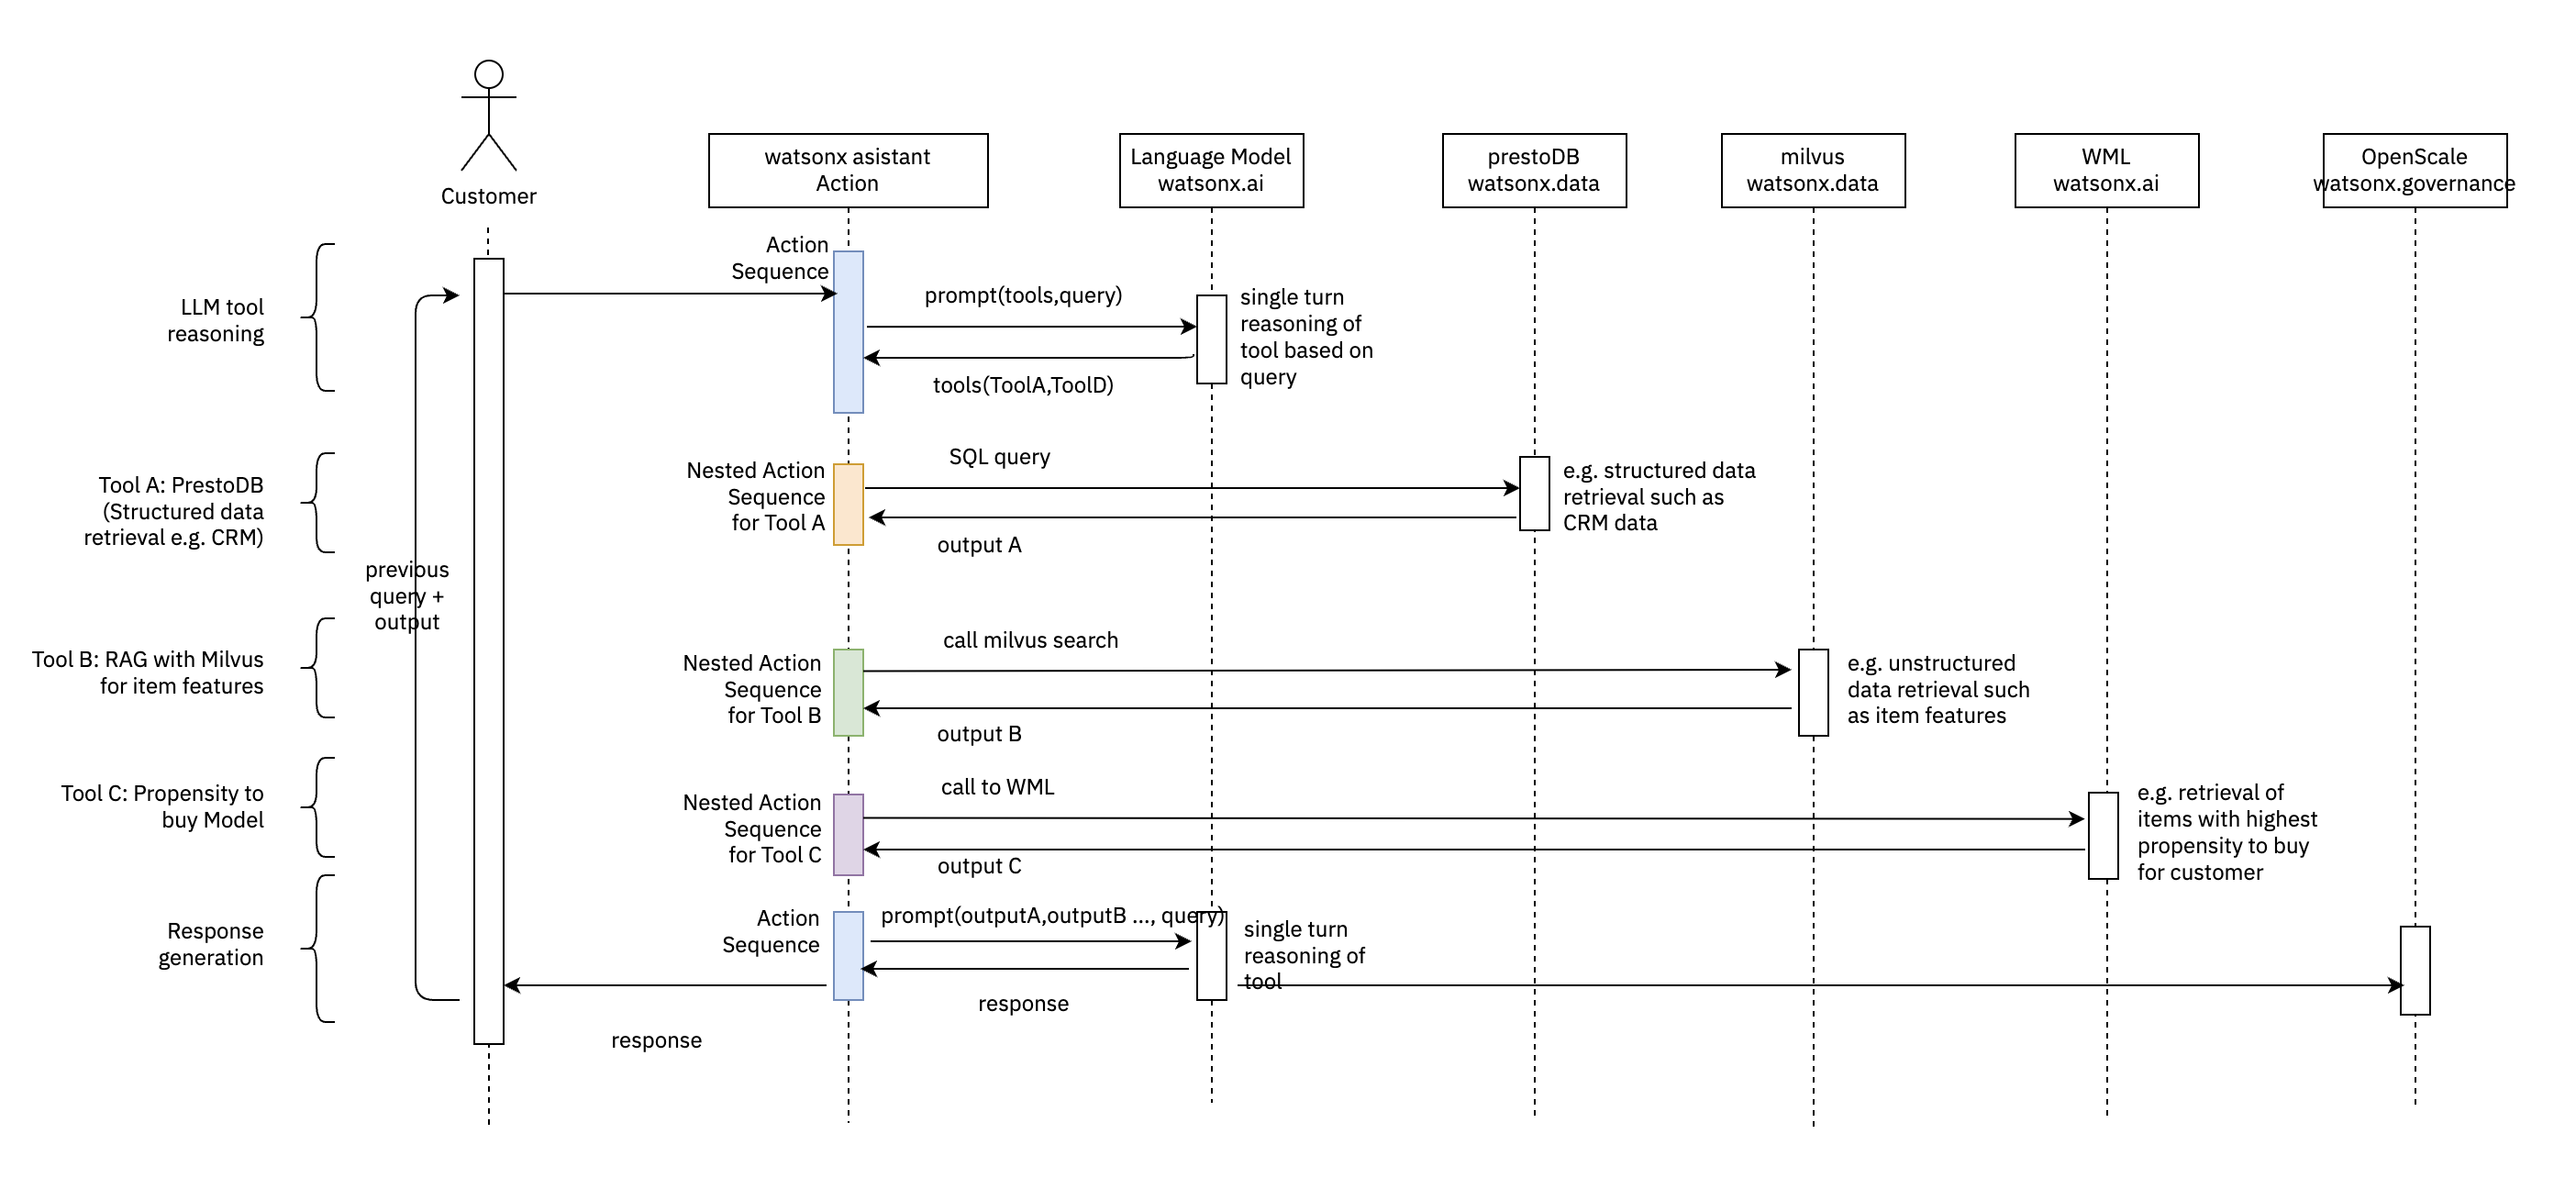 Customer
watsonx asistant
Action
Language Model
watsonx.ai
prestoDB
watsonx.data
milvus
watsonx.data
WML
watsonx.ai
OpenScale
watsonx.governance
LLM tool
reasoning
Action
Sequence
prompt(tools,query)
tools(ToolA,ToolD)
single turn
reasoning of
tool based on
query
Tool A: PrestoDB
(Structured data
retrieval e.g. CRM)
Nested Action
Sequence
for Tool A
SQL query
output A
e.g. structured data
retrieval such as
CRM data
previous
query +
output
Tool B: RAG with Milvus
for item features
Nested Action
Sequence
for Tool B
call milvus search
output B
e.g. unstructured
data retrieval such
as item features
Tool C: Propensity to
buy Model
Nested Action
Sequence
for Tool C
call to WML
output C
e.g. retrieval of
items with highest
propensity to buy
for customer
Response
generation
Action
Sequence
prompt(outputA,outputB ..., query)
response
single turn
reasoning of
tool
response